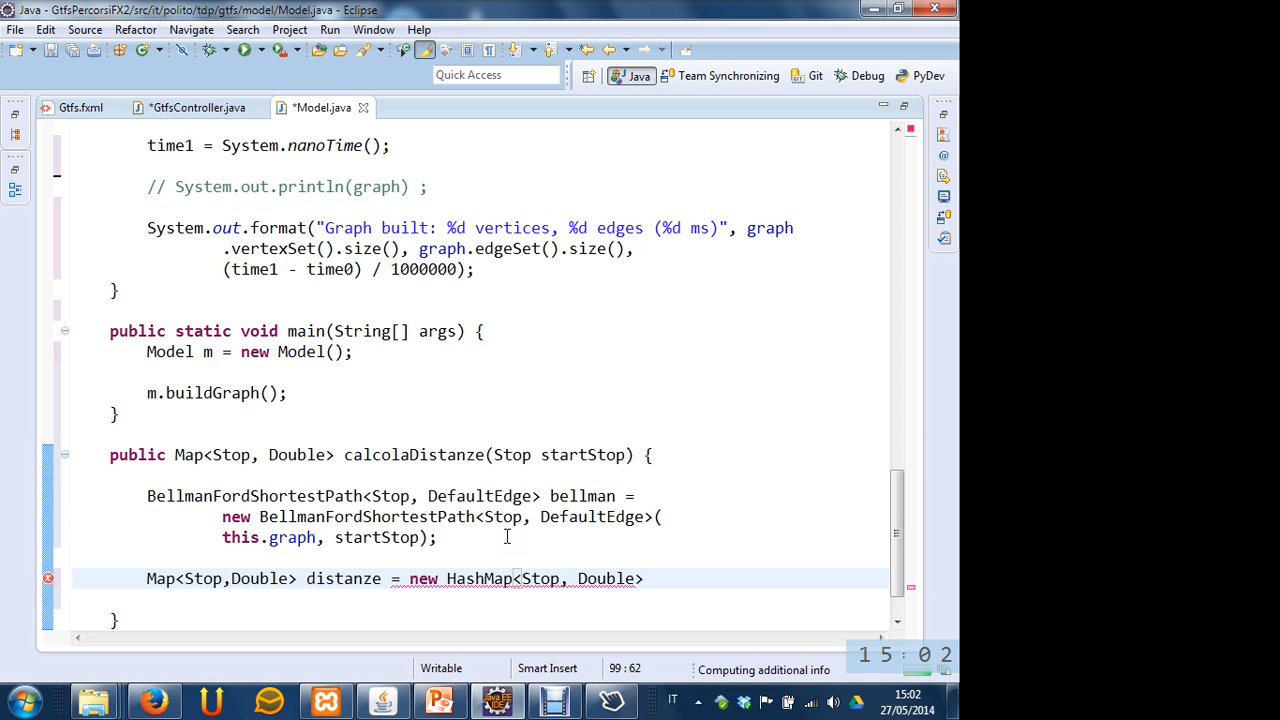 Java - GtfsPercorsiFX2/src/it/polito/tdp/gtfs/model/Model.java - Eclipse
File Edit Source Refactor Navigate Search Project Run Window Help
Quick Access
Java Team Synchronizing Git Debug PyDev
Gtfs.fxml *GtfsController.java *Model.java
time1 = System.nanoTime();
// System.out.println(graph) ;
System.out.format("Graph built: %d vertices, %d edges (%d ms)", graph
.vertexSet().size(), graph.edgeSet().size(),
(time1 - time0) / 1000000);
}
public static void main(String[] args) {
Model m = new Model();
m.buildGraph();
}
public Map<Stop, Double> calcolaDistanze(Stop startStop) {
BellmanFordShortestPath<Stop, DefaultEdge> bellman =
new BellmanFordShortestPath<Stop, DefaultEdge>(
this.graph, startStop);
Map<Stop,Double> distanze = new HashMap<Stop, Double>
}
15:02
Writable Smart Insert 99 : 62 Computing additional info
IT 15:02
27/05/2014